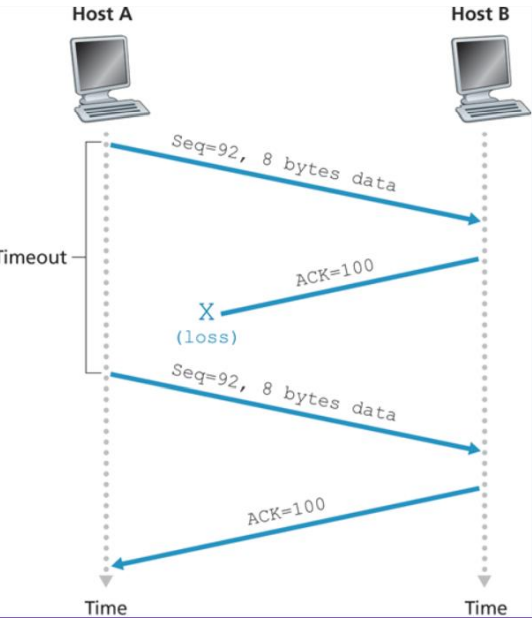 Host A
Host B
Seq=92, 8 bytes data
Timeout
ACK=100
X
(loss)
Seq=92, 8 bytes data
ACK=100
Time
Time